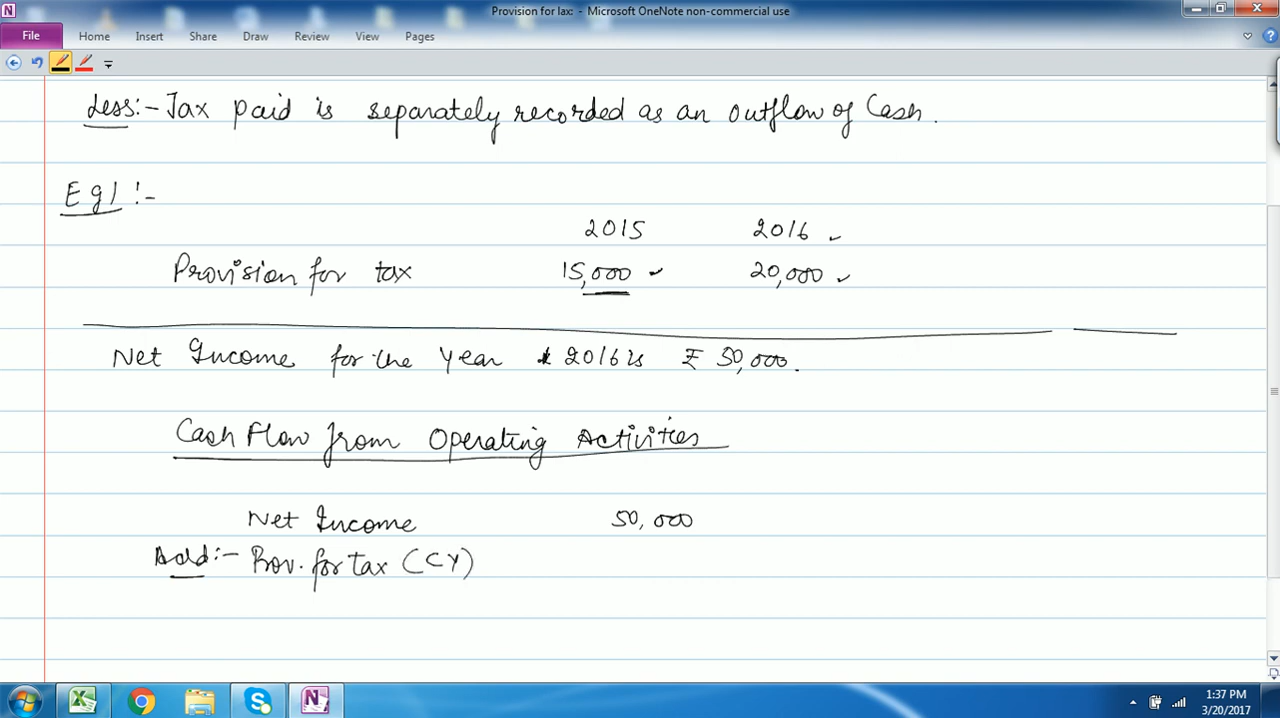 Provision for Iax: - Microsoft OneNote non-commercial use
File Home Insert Share Draw Review View Pages
Less:- Tax paid is separately recorded as an outflow of Cash.
Eg1:-
2015 2016
Provision for tax 15,000 20,000
Net Income for the Year 2016 is ₹ 50,000.
Cash Flow from Operating Activities
Net Income 50,000
Add:- Prov. for tax (CY)
1:37 PM
3/20/2017